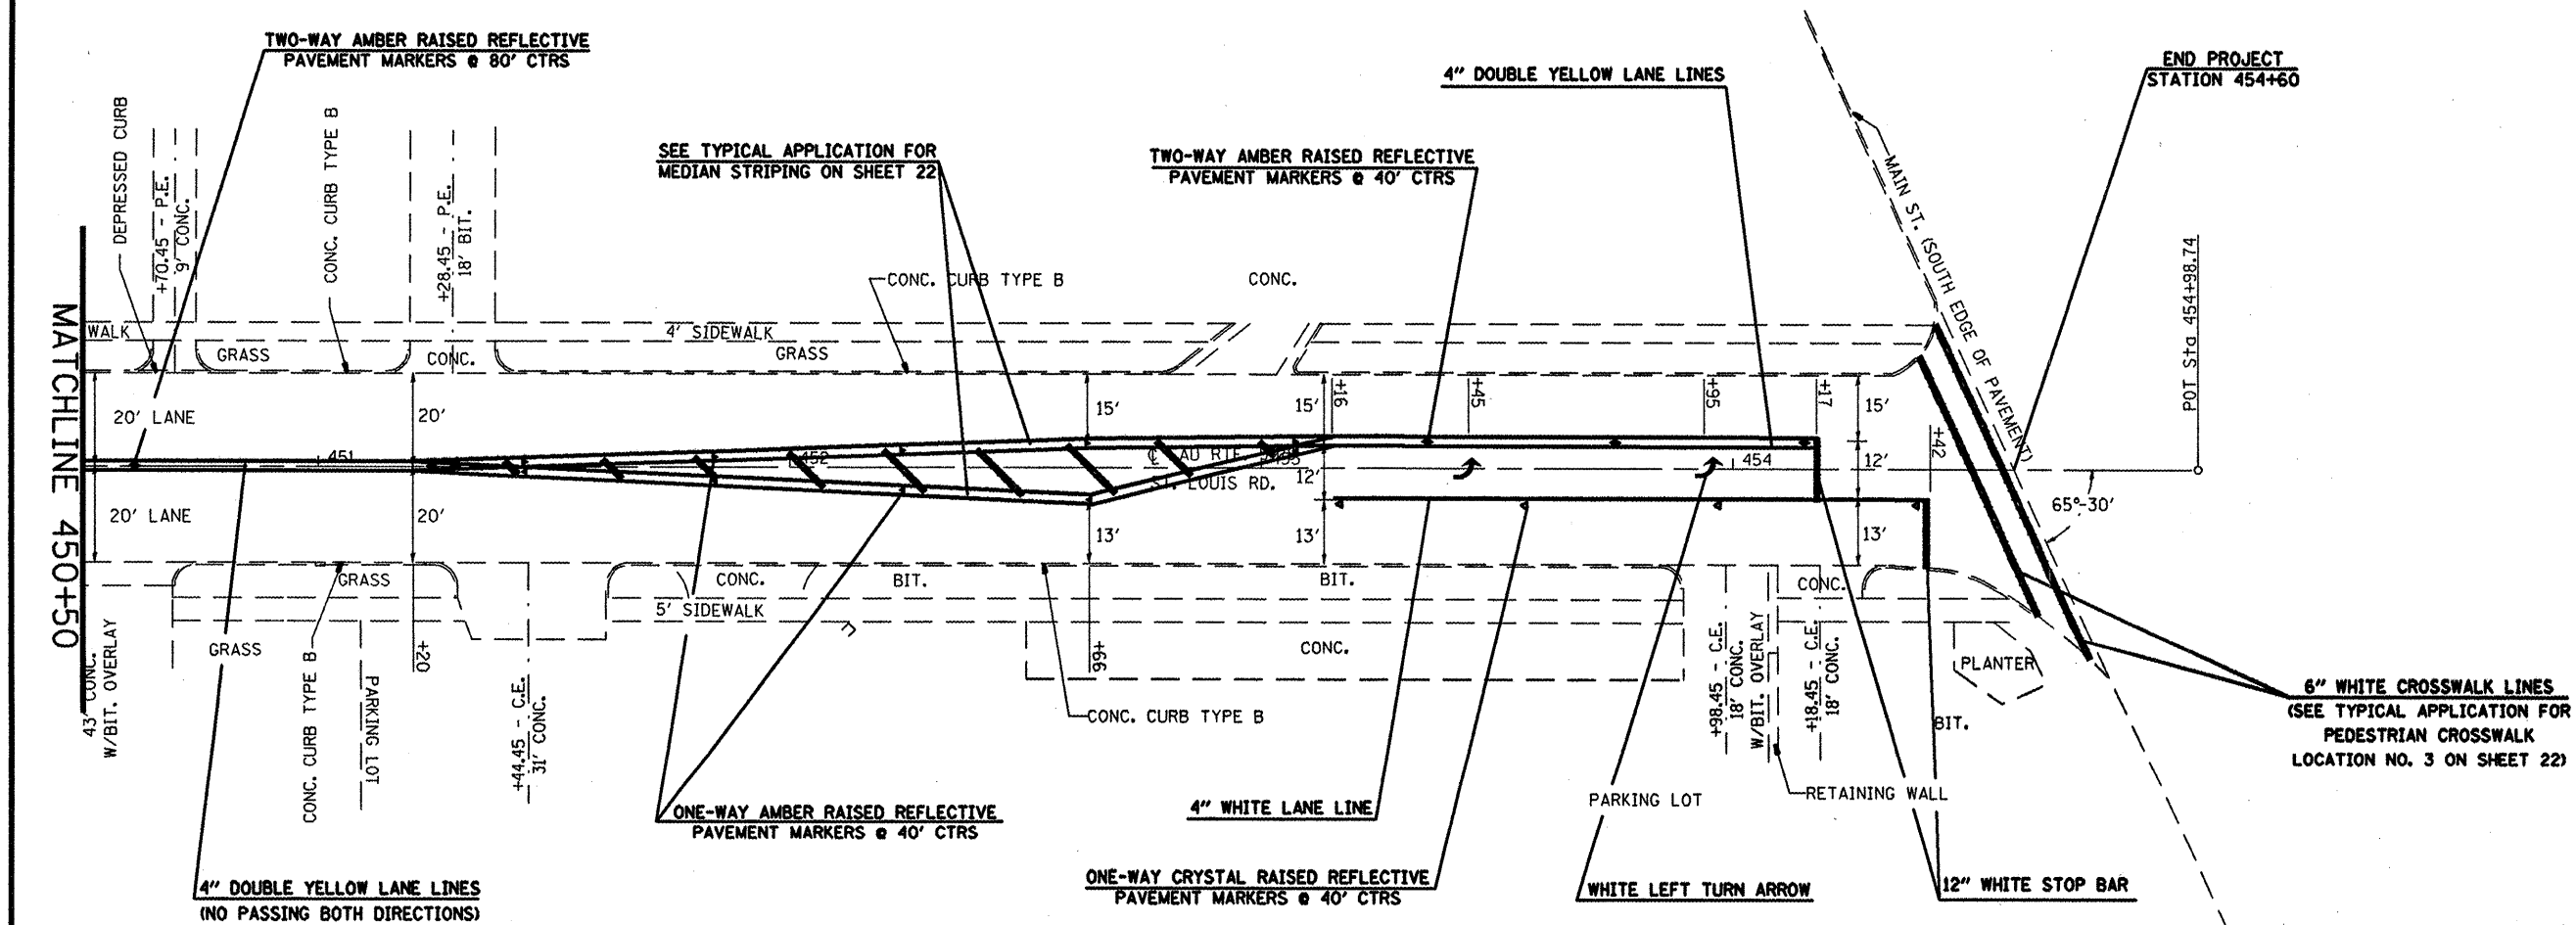 TWO-WAY AMBER RAISED REFLECTIVE
PAVEMENT MARKERS @ 80' CTRS
4" DOUBLE YELLOW LANE LINES
END PROJECT
STATION 454+60
SEE TYPICAL APPLICATION FOR
MEDIAN STRIPING ON SHEET 22
TWO-WAY AMBER RAISED REFLECTIVE
PAVEMENT MARKERS @ 40' CTRS
DEPRESSED CURB
+70.45 - P.E.
9' CONC.
CONC. CURB TYPE B
+28.45 - P.E.
18' BIT.
MAIN ST. (SOUTH EDGE OF PAVEMENT)
POT Sta 454+98.74
CONC. CURB TYPE B
CONC.
MATCHLINE 450+50
WALK
4' SIDEWALK
GRASS
CONC.
GRASS
20' LANE
20'
15'
15'
+16
+45
+95
+17
15'
+42
451
452
℄ AU RTE.
453
ST. LOUIS RD.
12'
454
12'
65°-30'
20' LANE
20'
13'
13'
13'
GRASS
CONC.
BIT.
BIT.
CONC.
5' SIDEWALK
GRASS
CONC.
PLANTER
BIT.
43' CONC.
W/BIT. OVERLAY
CONC. CURB TYPE B
PARKING LOT
+20
+44.45 - C.E.
31' CONC.
+66
CONC. CURB TYPE B
+98.45 - C.E.
18' CONC.
W/BIT. OVERLAY
+18.45 - C.E.
18' CONC.
6" WHITE CROSSWALK LINES
(SEE TYPICAL APPLICATION FOR
PEDESTRIAN CROSSWALK
LOCATION NO. 3 ON SHEET 22)
PARKING LOT
RETAINING WALL
ONE-WAY AMBER RAISED REFLECTIVE
PAVEMENT MARKERS @ 40' CTRS
4" WHITE LANE LINE
4" DOUBLE YELLOW LANE LINES
(NO PASSING BOTH DIRECTIONS)
ONE-WAY CRYSTAL RAISED REFLECTIVE
PAVEMENT MARKERS @ 40' CTRS
WHITE LEFT TURN ARROW
12" WHITE STOP BAR